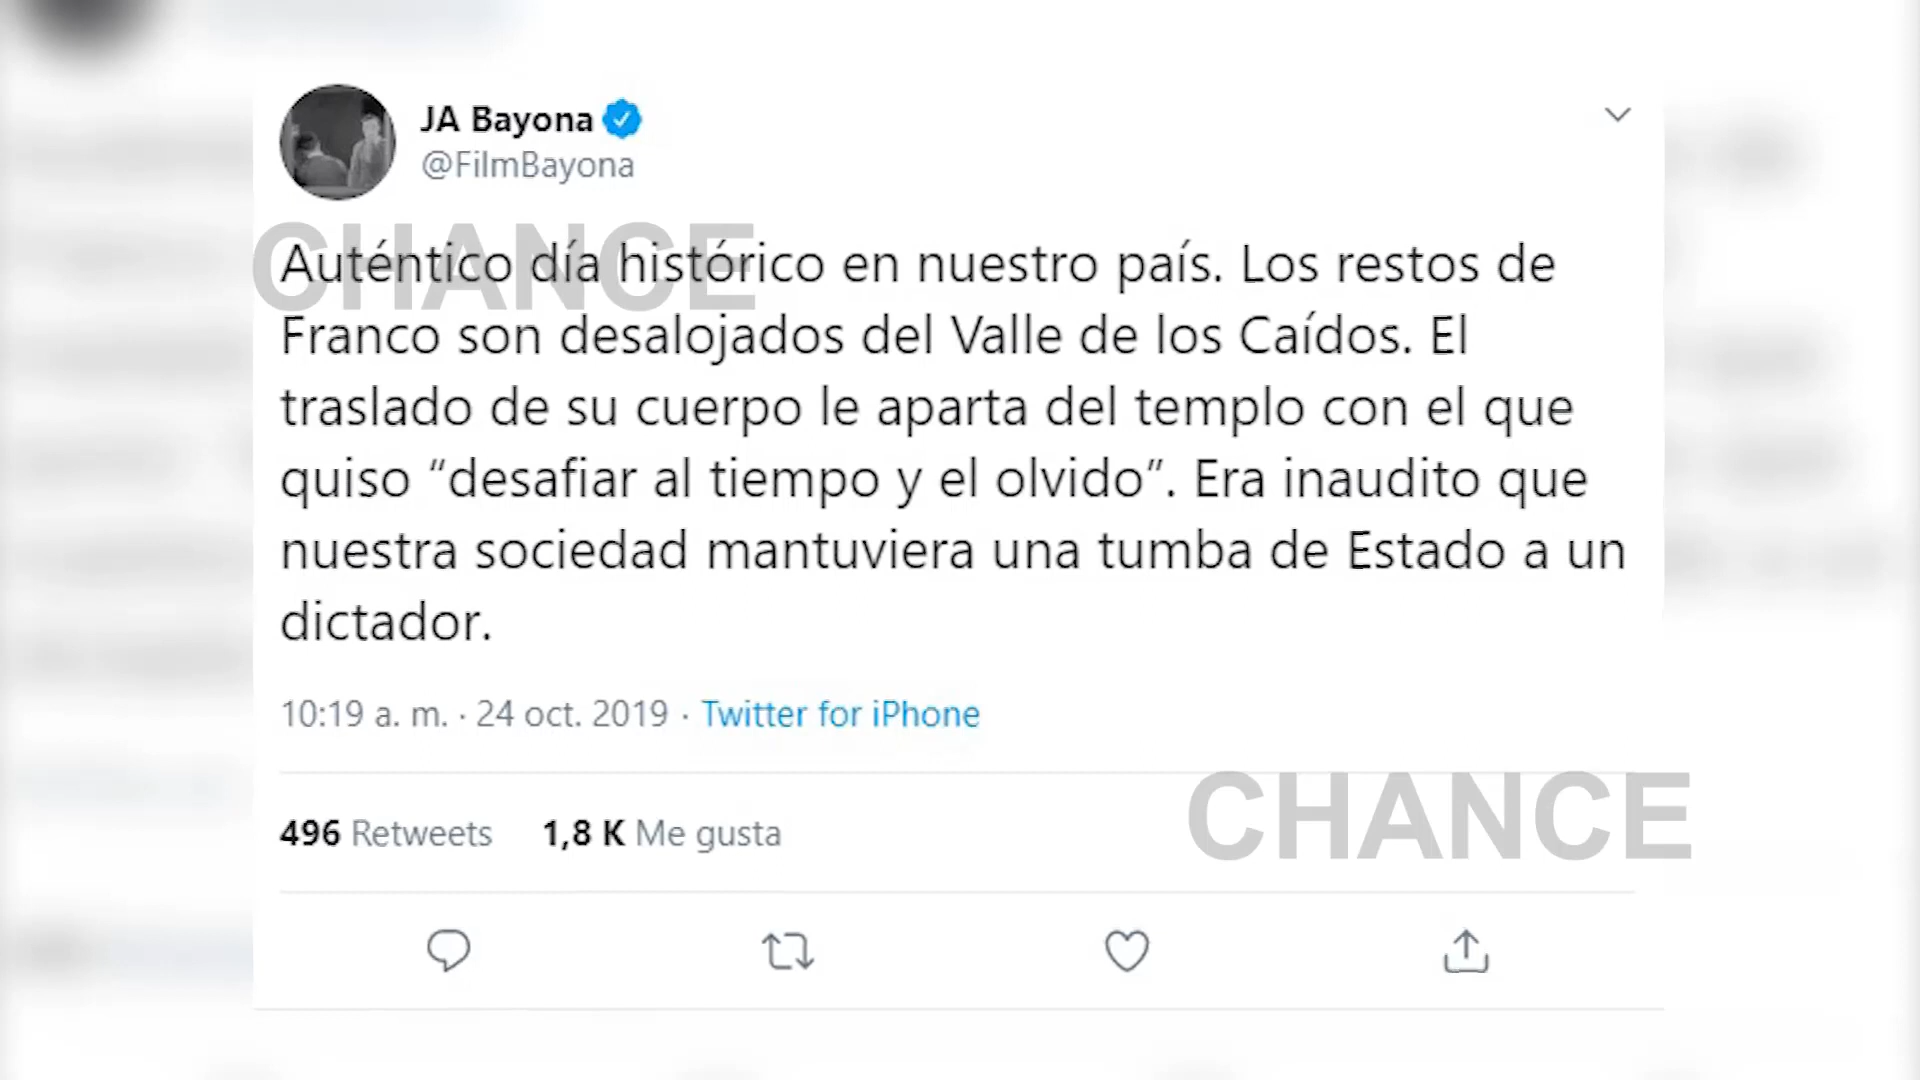 JA Bayona
@FilmBayona
CHANCE
Auténtico día histórico en nuestro país. Los restos de
Franco son desalojados del Valle de los Caídos. El
traslado de su cuerpo le aparta del templo con el que
quiso “desafiar al tiempo y el olvido”. Era inaudito que
nuestra sociedad mantuviera una tumba de Estado a un
dictador.
10:19 a. m. · 24 oct. 2019 · Twitter for iPhone
CHANCE
496 Retweets 1,8 K Me gusta